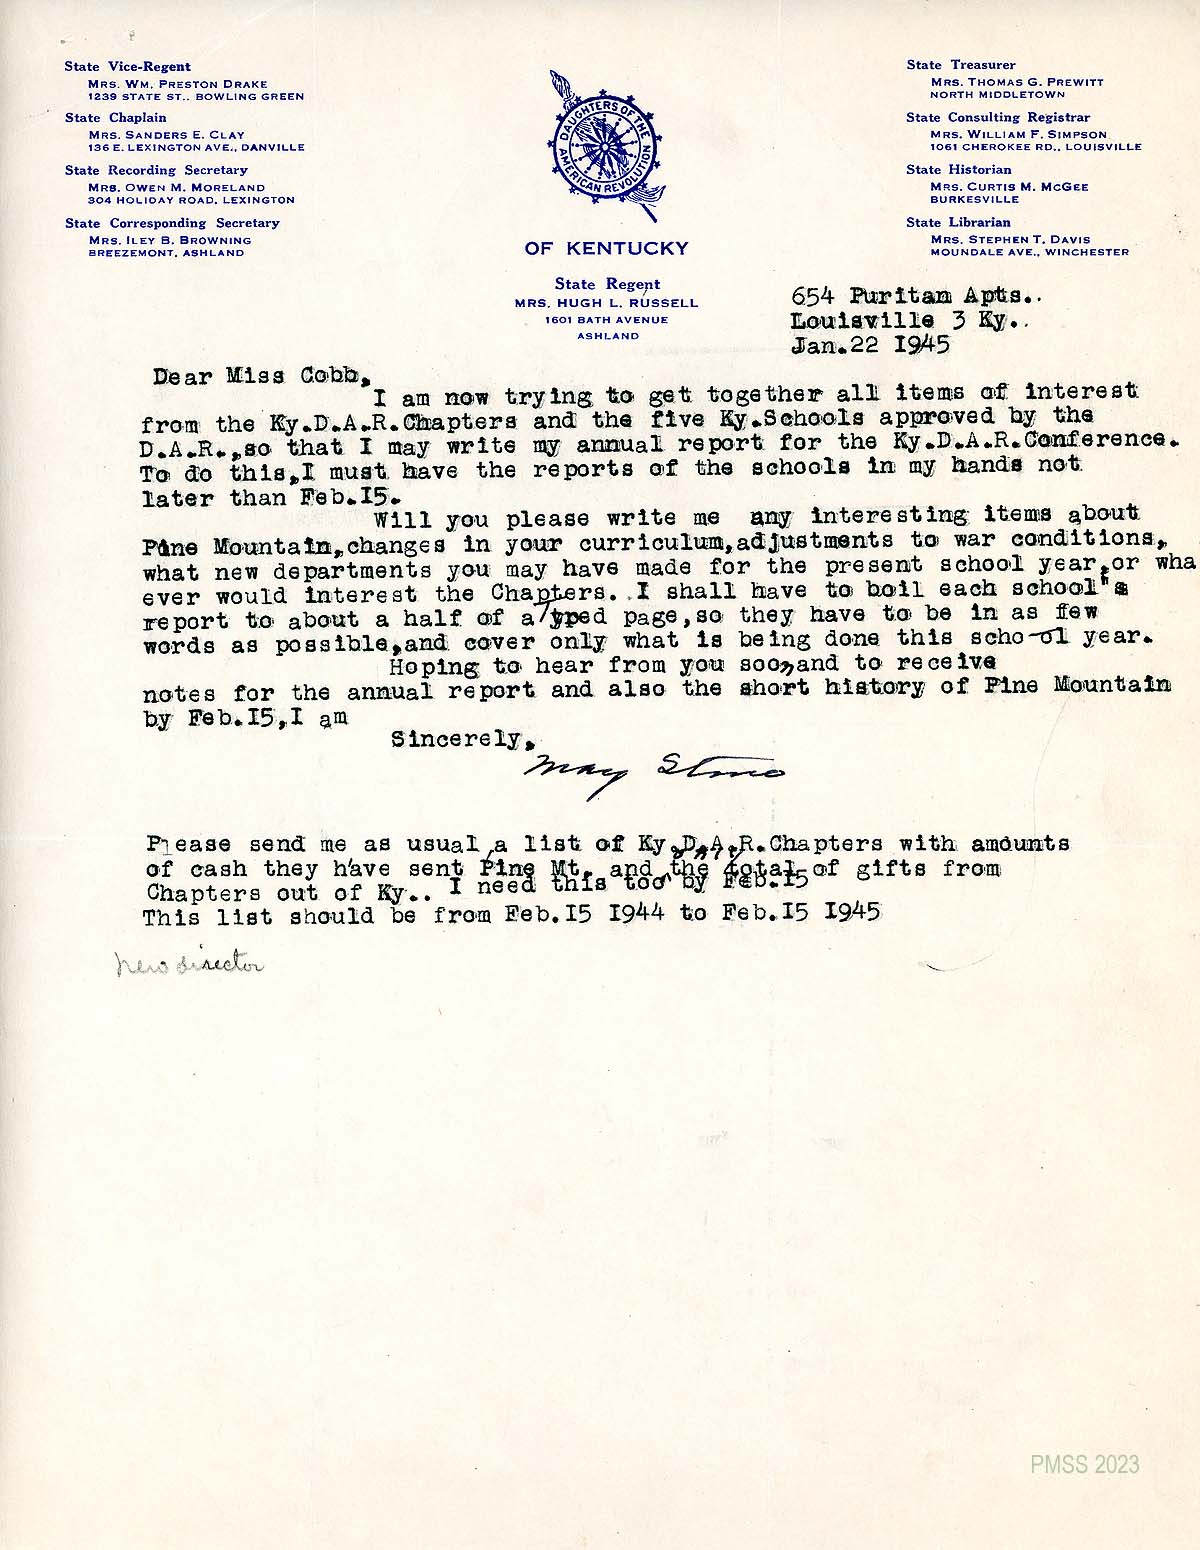 State Vice-Regent
MRS. WM. PRESTON DRAKE
1239 STATE ST., BOWLING GREEN
State Chaplain
MRS. SANDERS E. CLAY
136 E. LEXINGTON AVE., DANVILLE
State Recording Secretary
MRS. OWEN M. MORELAND
304 HOLIDAY ROAD, LEXINGTON
State Corresponding Secretary
MRS. ILEY B. BROWNING
BREEZEMONT, ASHLAND
DAUGHTERS OF THE
AMERICAN REVOLUTION
OF KENTUCKY
State Regent
MRS. HUGH L. RUSSELL
1601 BATH AVENUE
ASHLAND
State Treasurer
MRS. THOMAS G. PREWITT
NORTH MIDDLETOWN
State Consulting Registrar
MRS. WILLIAM F. SIMPSON
1061 CHEROKEE RD., LOUISVILLE
State Historian
MRS. CURTIS M. MCGEE
BURKESVILLE
State Librarian
MRS. STEPHEN T. DAVIS
MOUNDALE AVE., WINCHESTER
654 Puritan Apts..
Louisville 3 Ky..
Jan.22 1945
Dear Miss Cobb,
I am now trying to get together all items of interest
from the Ky.D.A.R.Chapters and the five Ky.Schools approved by the
D.A.R.,so that I may write my annual report for the Ky.D.A.R.Conference.
To do this,I must have the reports of the schools in my hands not
later than Feb.15.
Will you please write me any interesting items about
Pine Mountain,changes in your curriculum,adjustments to war conditions,
what new departments you may have made for the present school year,or wha
ever would interest the Chapters. I shall have to boil each school"s
report to about a half of a typed page,so they have to be in as few
words as possible,and cover only what is being done this scho-ol year.
Hoping to hear from you soon,and to receive
notes for the annual report and also the short history of Pine Mountain
by Feb.15,I am
Sincerely,
May Stone
Please send me as usual a list of Ky.D.A.R.Chapters with amounts
of cash they have sent Pine Mt. and the total of gifts from
Chapters out of Ky.. I need this too by Feb.15
This list should be from Feb.15 1944 to Feb.15 1945
New director
PMSS 2023